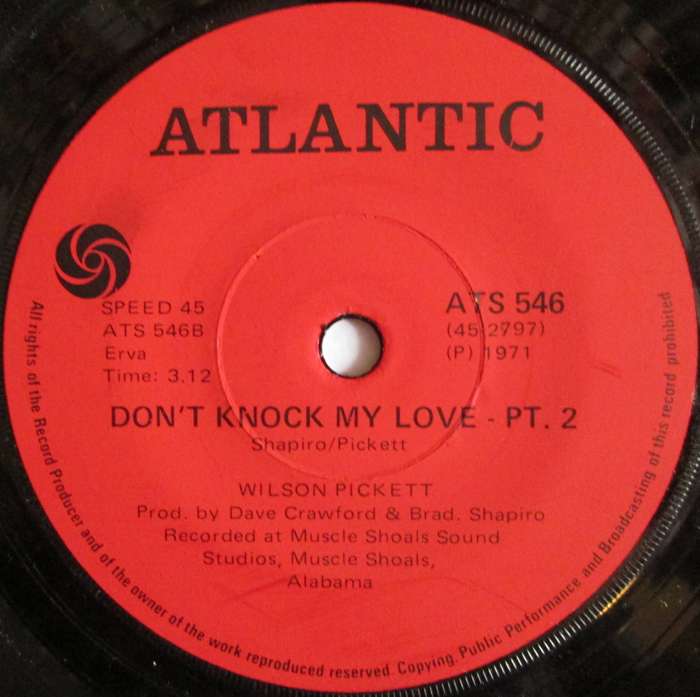 ATLANTIC
SPEED 45
ATS 546B
Erva
Time: 3.12
ATS 546
(45-2797)
(P) 1971
DON'T KNOCK MY LOVE - PT. 2
Shapiro/Pickett
WILSON PICKETT
Prod. by Dave Crawford & Brad. Shapiro
Recorded at Muscle Shoals Sound
Studios, Muscle Shoals,
Alabama
All rights of the Record Producer and of the owner of the work reproduced reserved. Copying, Public Performance and Broadcasting of this record prohibited